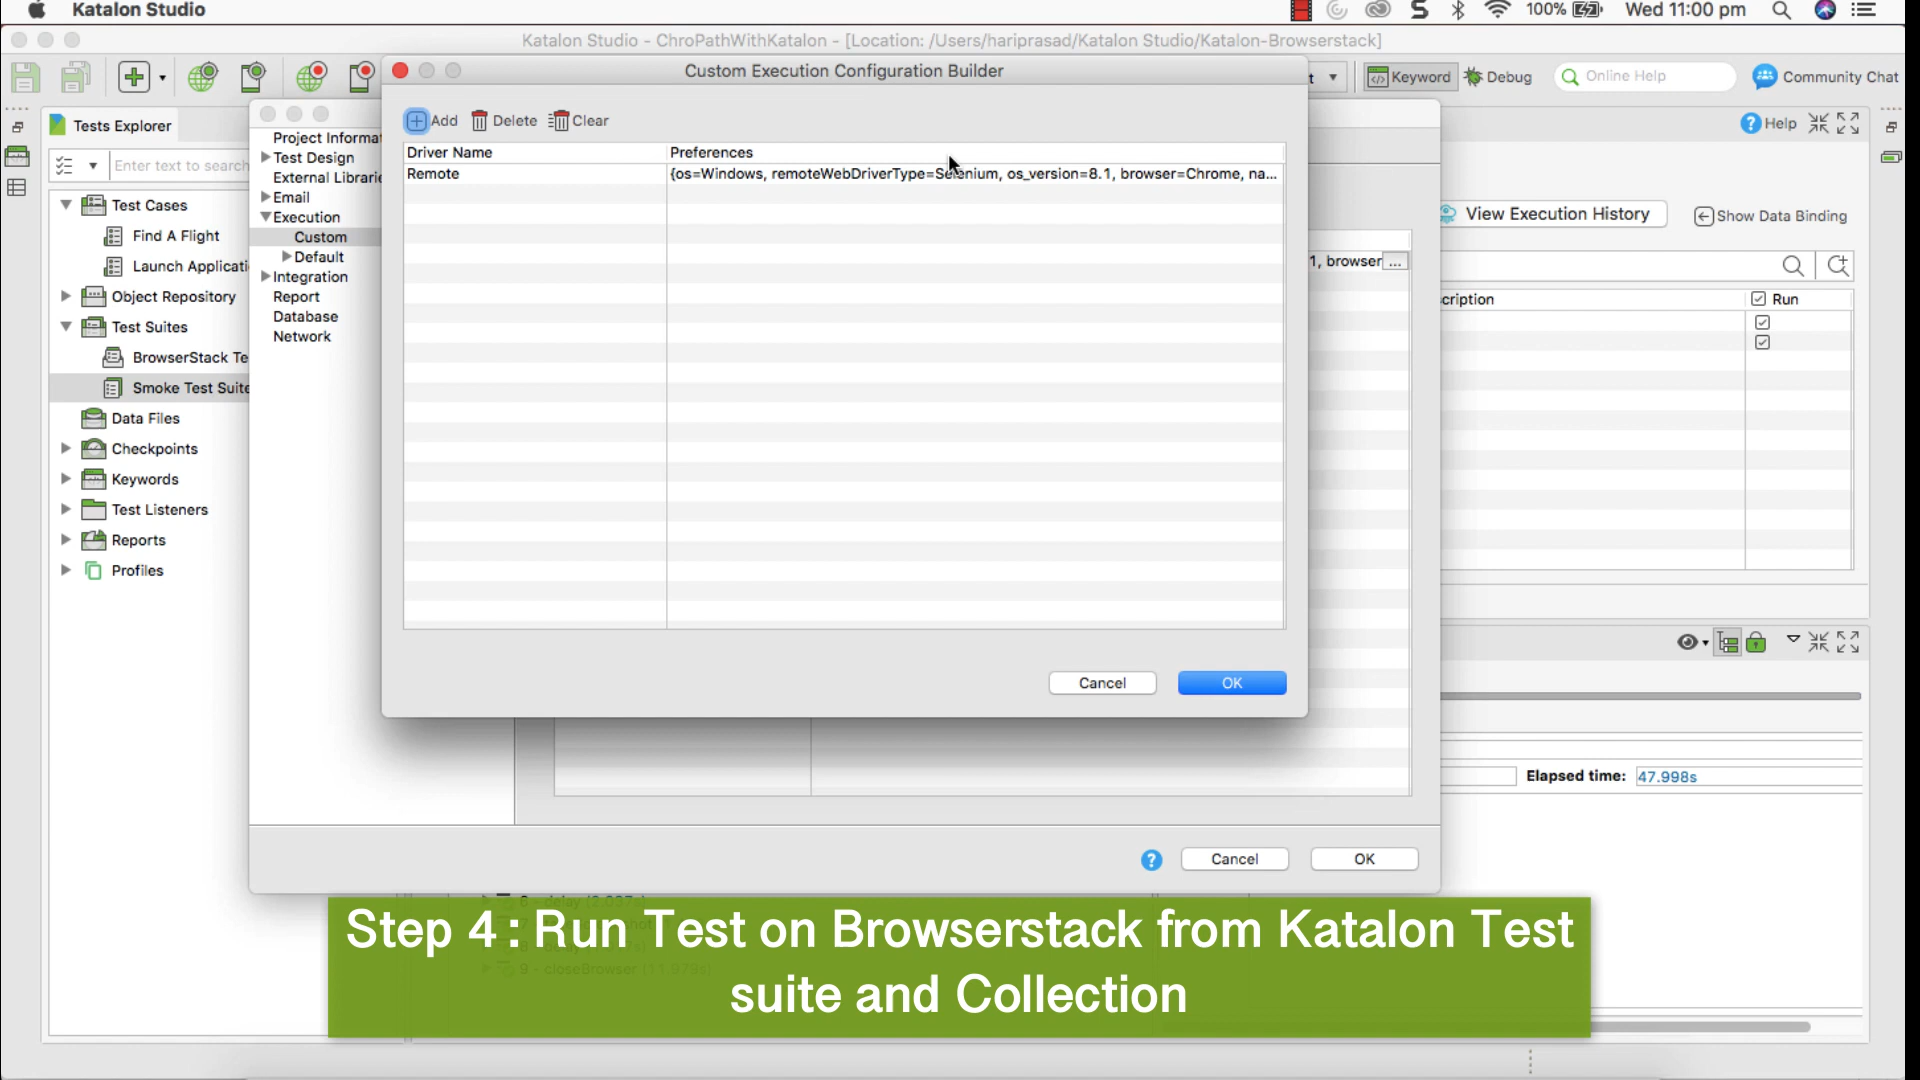 Katalon Studio
100%
Wed 11:00 pm
Katalon Studio - ChroPathWithKatalon - [Location: /Users/hariprasad/Katalon Studio/Katalon-Browserstack]
Custom Execution Configuration Builder
Keyword
Debug
Online Help
Community Chat
Tests Explorer
Enter text to search
Test Cases
Find A Flight
Launch Applicati
Object Repository
Test Suites
BrowserStack Te
Smoke Test Suite
Data Files
Checkpoints
Keywords
Test Listeners
Reports
Profiles
Project Informat
Test Design
External Librarie
Email
Execution
Custom
Default
Integration
Report
Database
Network
Add
Delete
Clear
Driver Name
Preferences
Remote
{os=Windows, remoteWebDriverType=Selenium, os_version=8.1, browser=Chrome, na...
Cancel
OK
Help
View Execution History
Show Data Binding
1, browser
...
cription
Run
Elapsed time:
47.998s
?
Cancel
OK
9 - closeBrowser
Step 4: Run Test on Browserstack from Katalon Test
suite and Collection